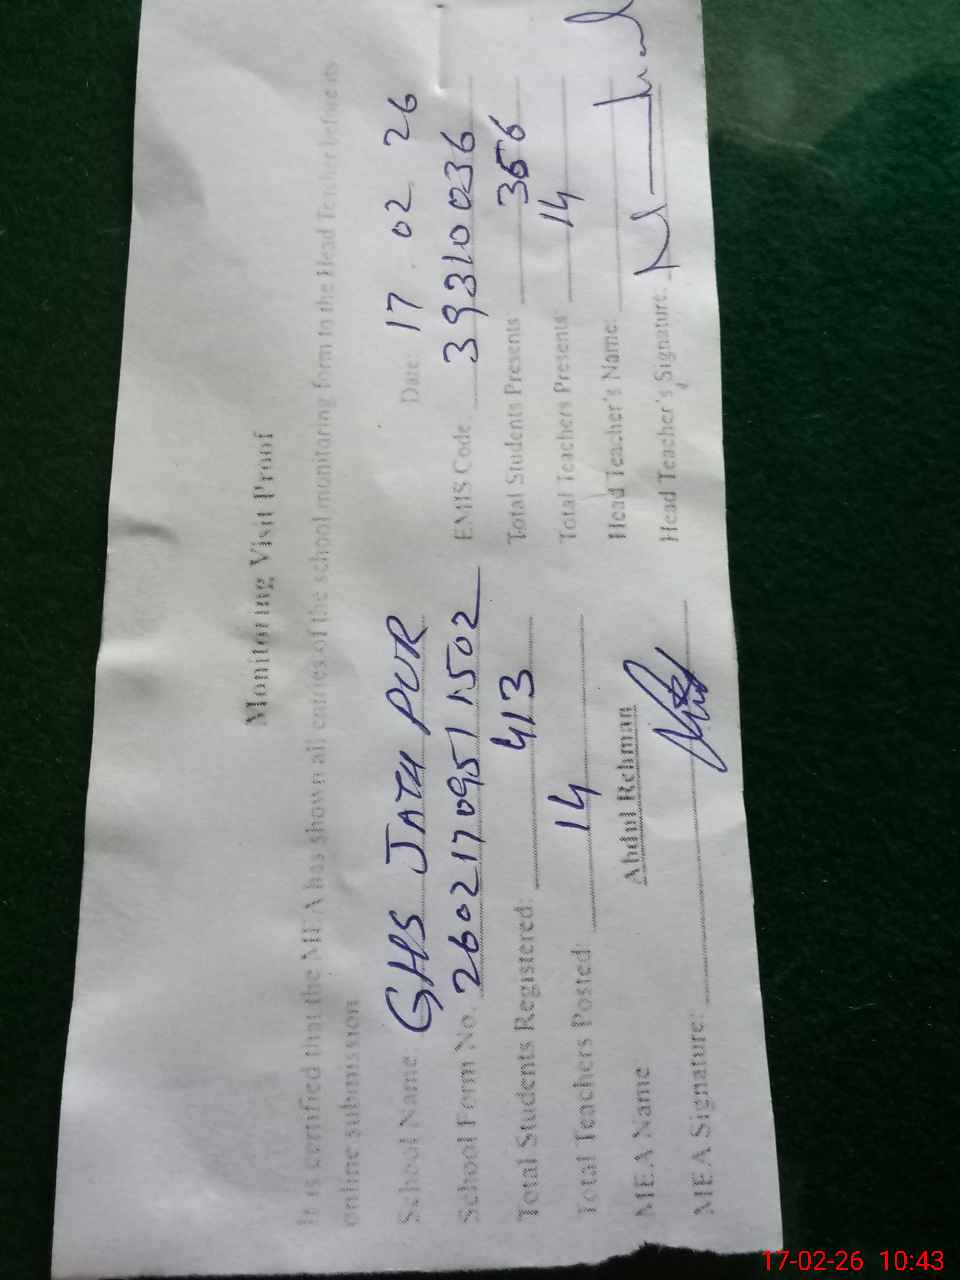 Monitoring Visit Proof
It is certified that the MEA has shown all entries of the school monitoring form to the Head Teacher before its
online submission
School Name: GHS JATH PUR Date: 17.02.26
School Form No. 26021709511502 EMIS Code 39310036
Total Students Registered: 413 Total Students Presents 356
Total Teachers Posted: 14 Total Teachers Presents: 14
MEA Name Abdul Rehman Head Teacher's Name:
MEA Signature: Head Teacher's Signature:
17-02-26 10:43